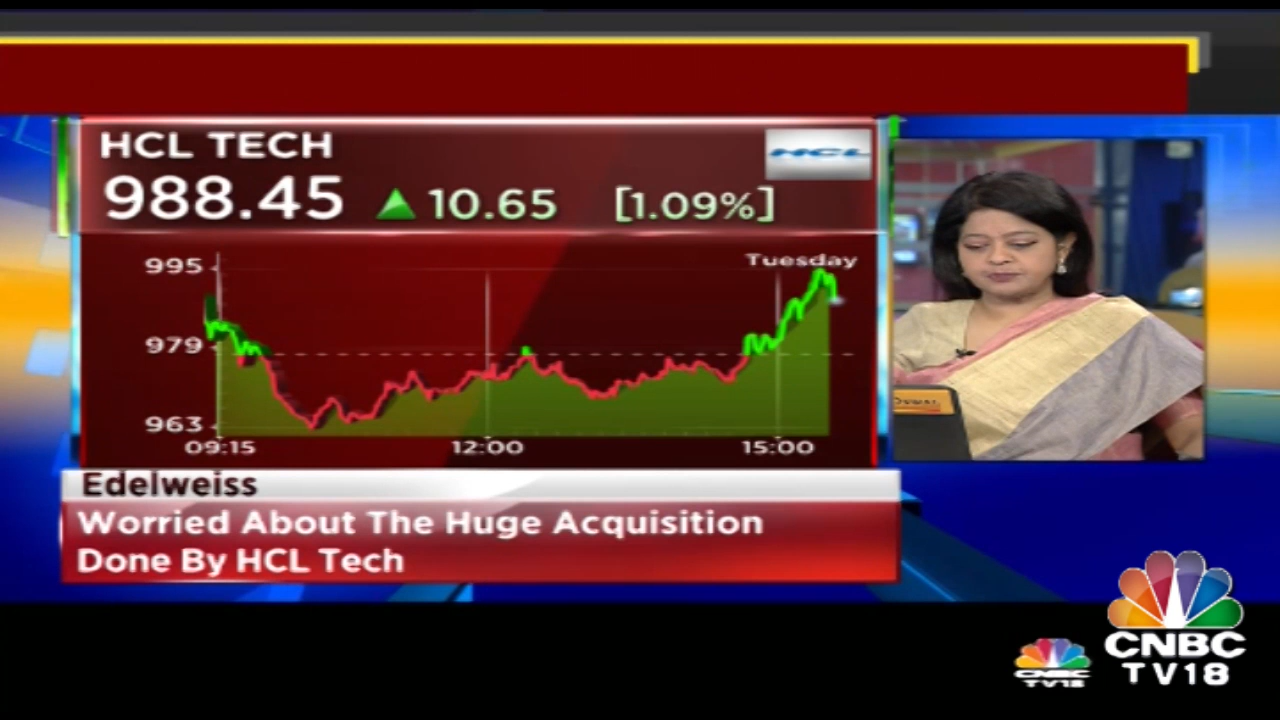 HCL TECH
HCL
988.45 ▲ 10.65 [1.09%]
Tuesday
995
979
963
09:15 12:00 15:00
Edelweiss
Worried About The Huge Acquisition
Done By HCL Tech
CNBC
TV18
CNBC
TV18